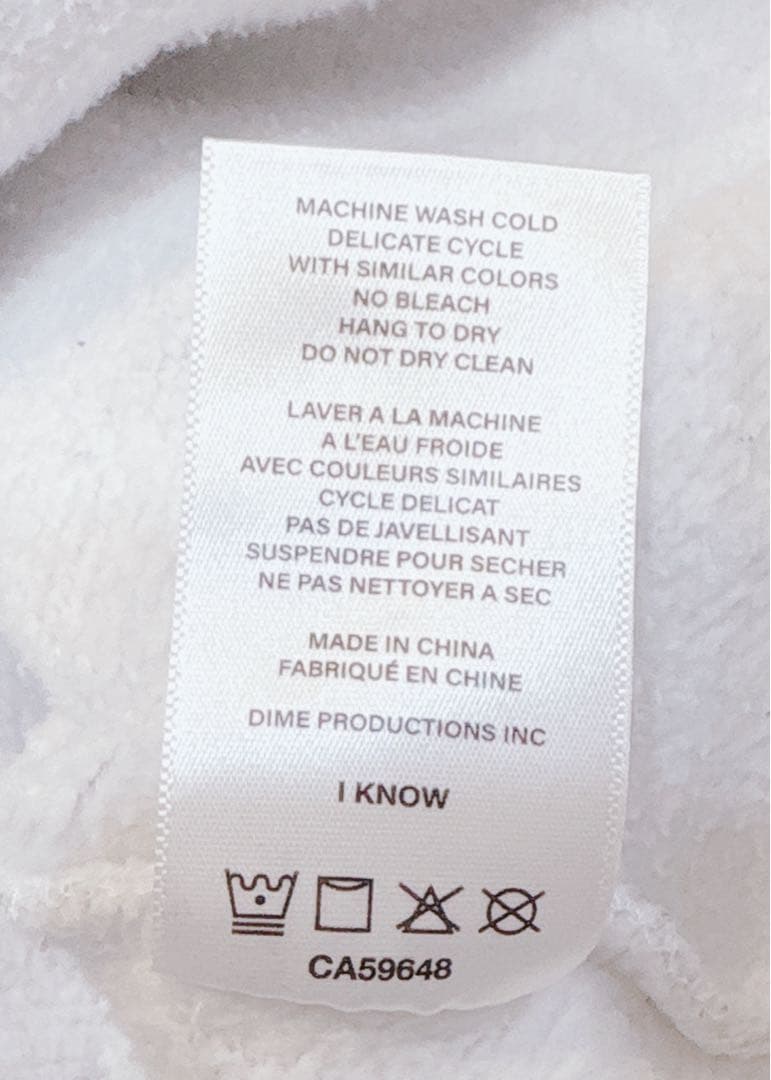 MACHINE WASH COLD
DELICATE CYCLE
WITH SIMILAR COLORS
NO BLEACH
HANG TO DRY
DO NOT DRY CLEAN
LAVER A LA MACHINE
A L'EAU FROIDE
AVEC COULEURS SIMILAIRES
CYCLE DELICAT
PAS DE JAVELLISANT
SUSPENDRE POUR SECHER
NE PAS NETTOYER A SEC
MADE IN CHINA
FABRIQUÉ EN CHINE
DIME PRODUCTIONS INC
I KNOW
CA59648